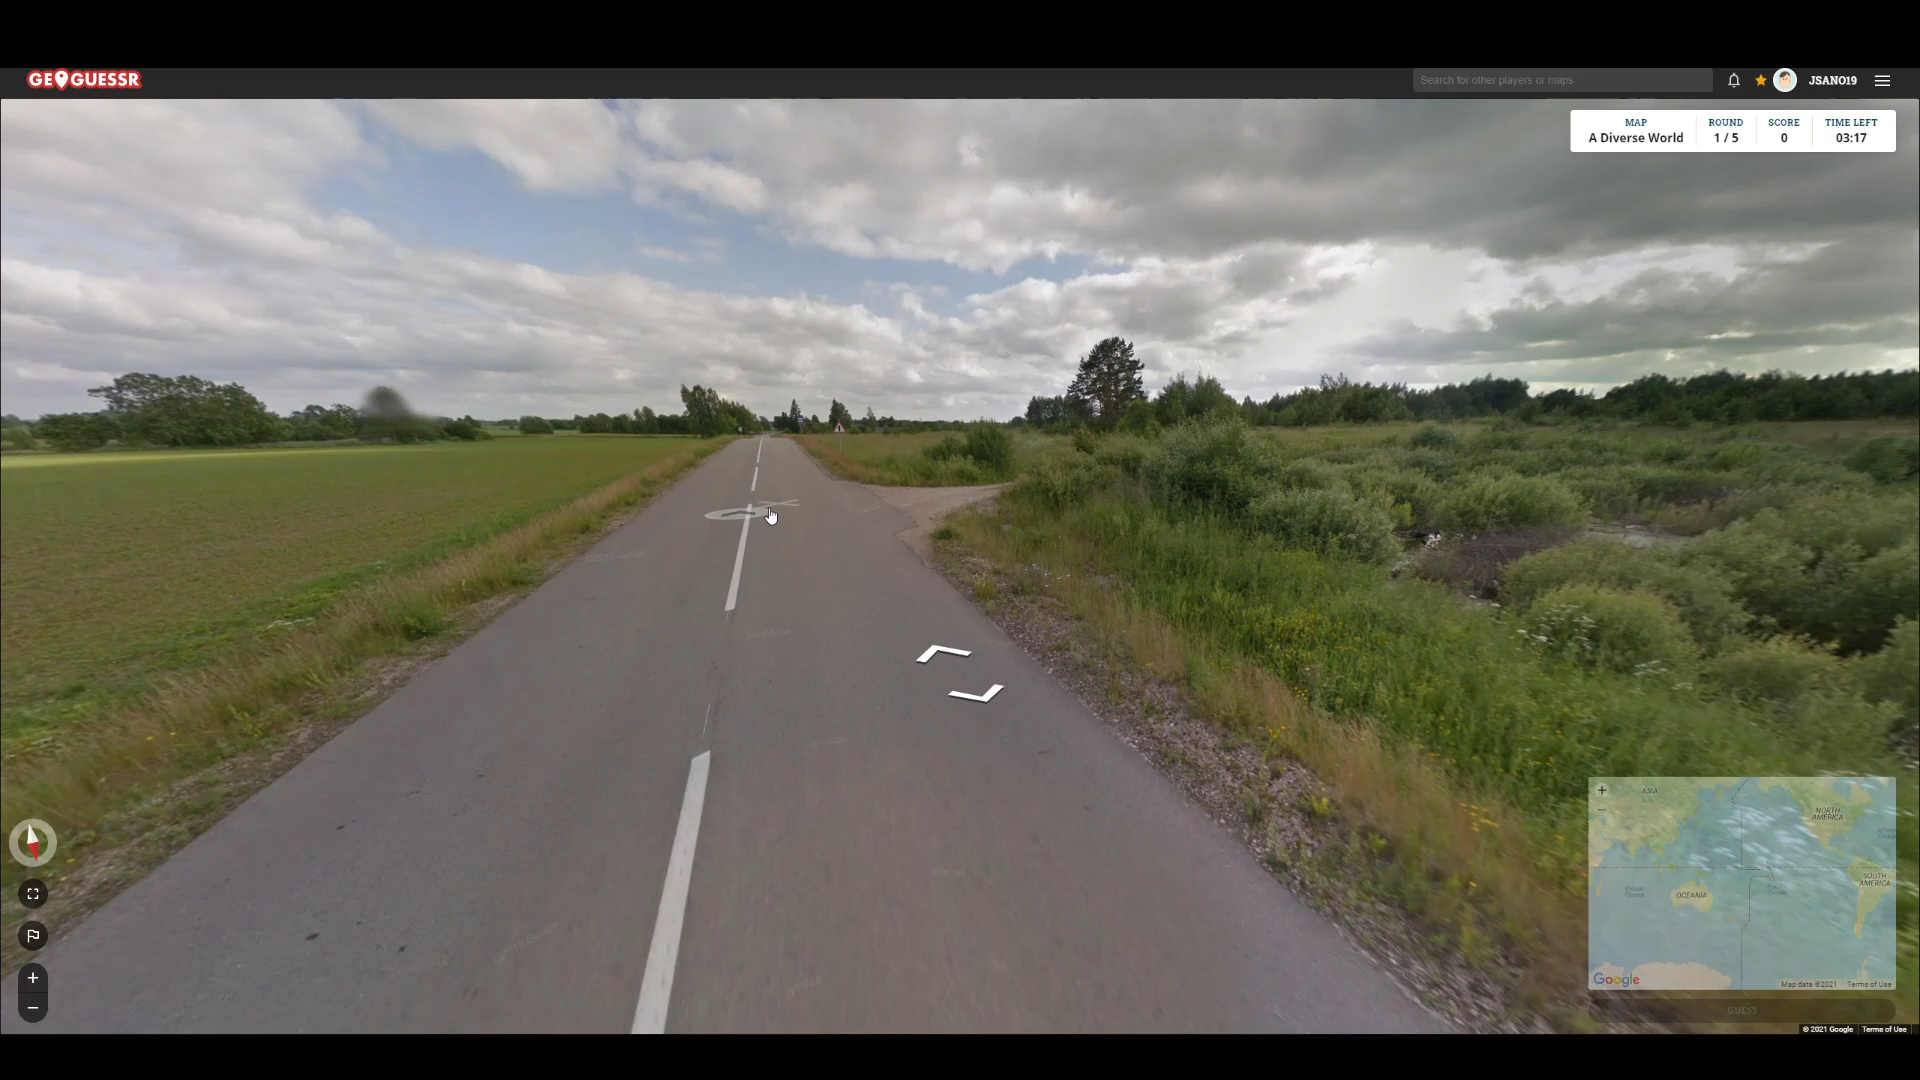 GEOGUESSR
Search for other players or maps
JSANO19
MAP
A Diverse World
ROUND
1 / 5
SCORE
0
TIME LEFT
03:17
ASIA
NORTH
AMERICA
OCEANIA
SOUTH
AMERICA
Google
Map data ©2021
Terms of Use
GUESS
© 2021 Google
Terms of Use